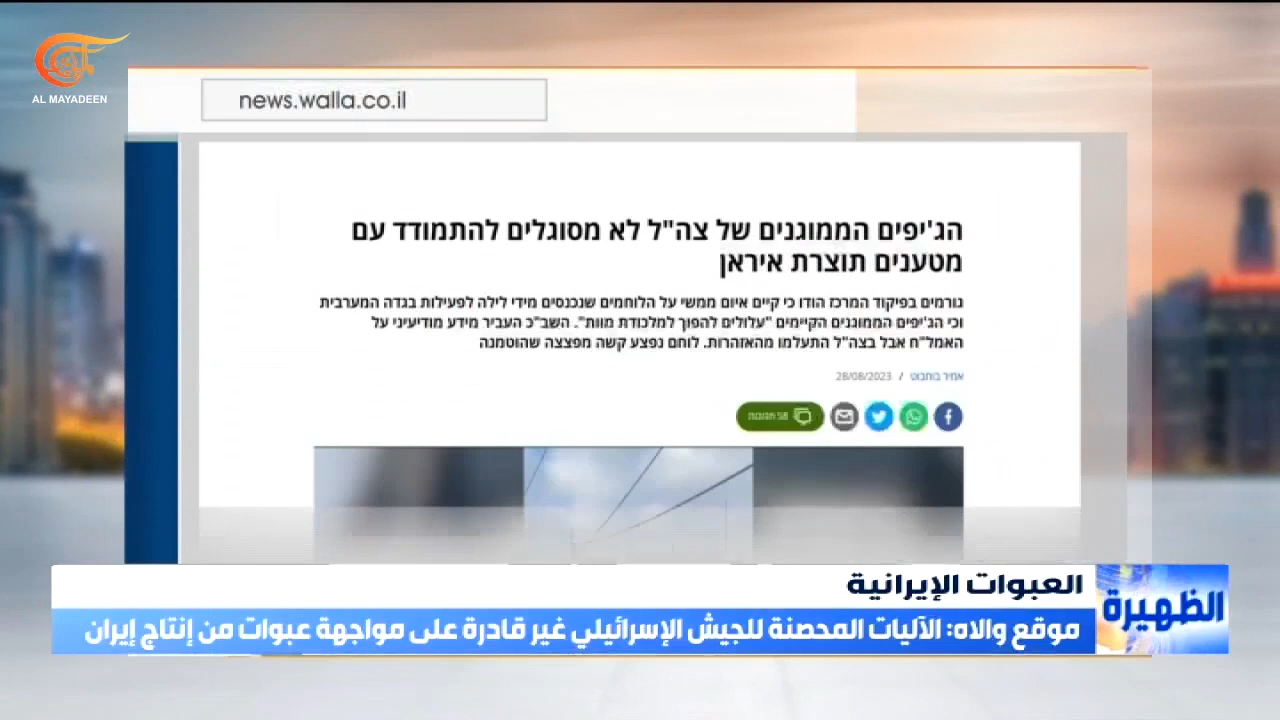 AL MAYADEEN
news.walla.co.il
הג'יפים הממוגנים של צה"ל לא מסוגלים להתמודד עם
מטענים תוצרת איראן
גורמים בפיקוד המרכז הודו כי קיים איום ממשי על הלוחמים שנכנסים מידי לילה לפעילות בגדה המערבית
וכי הג'יפים הממוגנים הקיימים "עלולים להפוך למלכודת מוות". השב"כ העביר מידע מודיעיני על
האמל"ח אבל בצה"ל התעלמו מהאזהרות. לוחם נפצע קשה מפצצה שהוטמנה
אמיר בוחבוט / 28/08/2023
58 תגובות
العبوات الإيرانية
الظهيرة
موقع والاه: الآليات المحصنة للجيش الإسرائيلي غير قادرة على مواجهة عبوات من إنتاج إيران